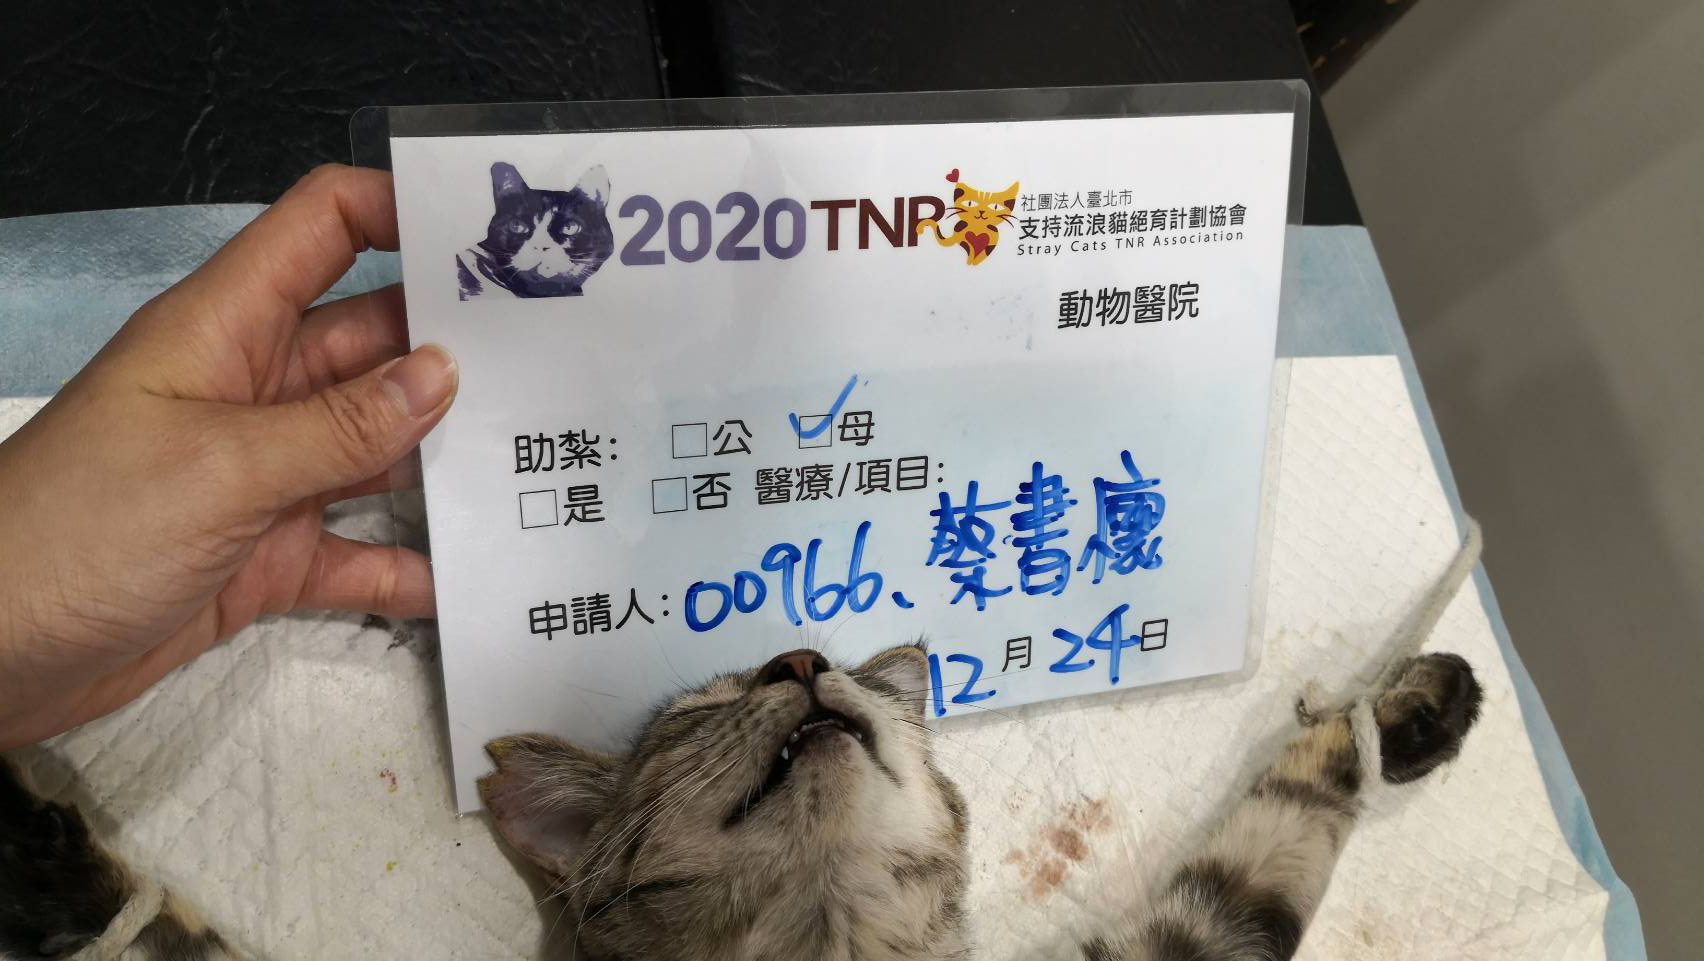 2020 TNR 社團法人臺北市
支持流浪貓絕育計劃協會
Stray Cats TNR Association
動物醫院
助紮: □公 ☑母
□是 □否 醫療/項目:
申請人: 00966、蔡書懷
12月24日